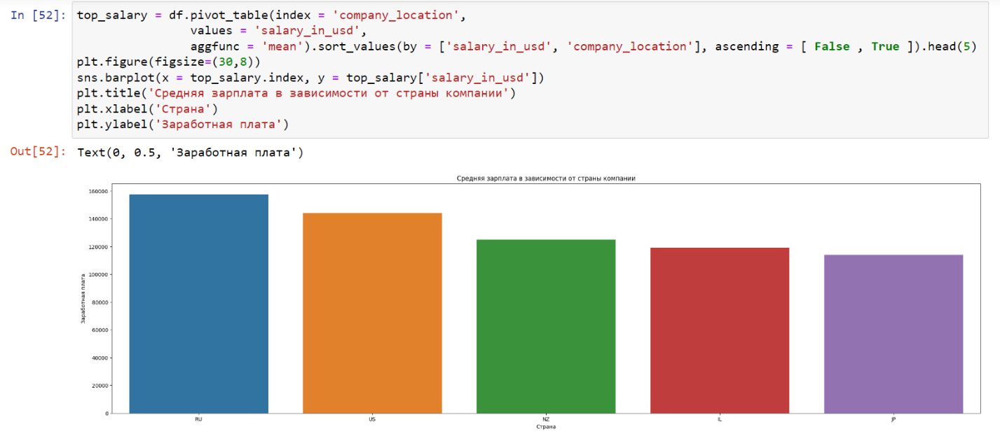 In [52]: top_salary = df.pivot_table(index = 'company_location',
values = 'salary_in_usd',
aggfunc = 'mean').sort_values(by = ['salary_in_usd', 'company_location'], ascending = [ False , True ]).head(5)
plt.figure(figsize=(30,8))
sns.barplot(x = top_salary.index, y = top_salary['salary_in_usd'])
plt.title('Средняя зарплата в зависимости от страны компании')
plt.xlabel('Страна')
plt.ylabel('Заработная плата')
Out[52]: Text(0, 0.5, 'Заработная плата')
Средняя зарплата в зависимости от страны компании
160000
140000
120000
100000
80000
60000
40000
20000
0
Заработная плата
RU US NZ IL JP
Страна